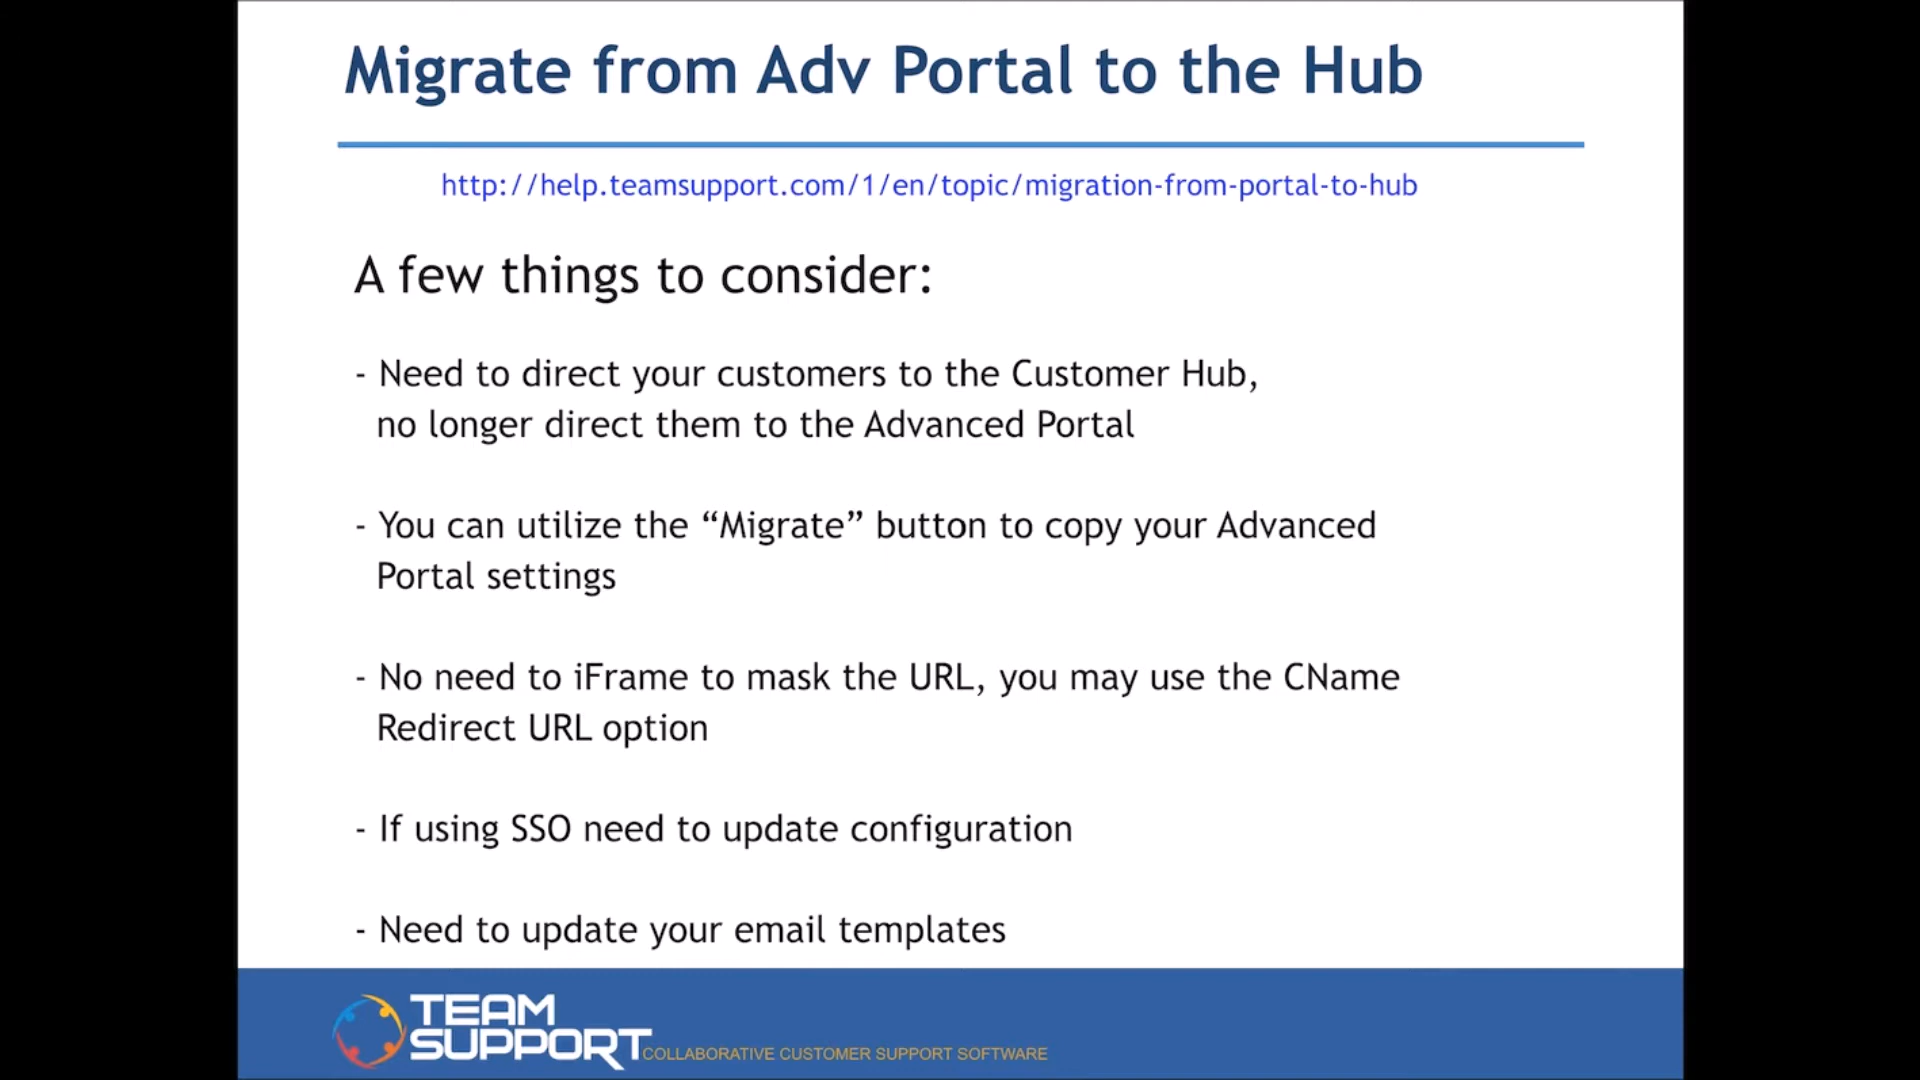 Migrate from Adv Portal to the Hub
http://help.teamsupport.com/1/en/topic/migration-from-portal-to-hub
A few things to consider:
- Need to direct your customers to the Customer Hub,
no longer direct them to the Advanced Portal
- You can utilize the “Migrate” button to copy your Advanced
Portal settings
- No need to iFrame to mask the URL, you may use the CName
Redirect URL option
- If using SSO need to update configuration
- Need to update your email templates
TEAM
SUPPORT
COLLABORATIVE CUSTOMER SUPPORT SOFTWARE